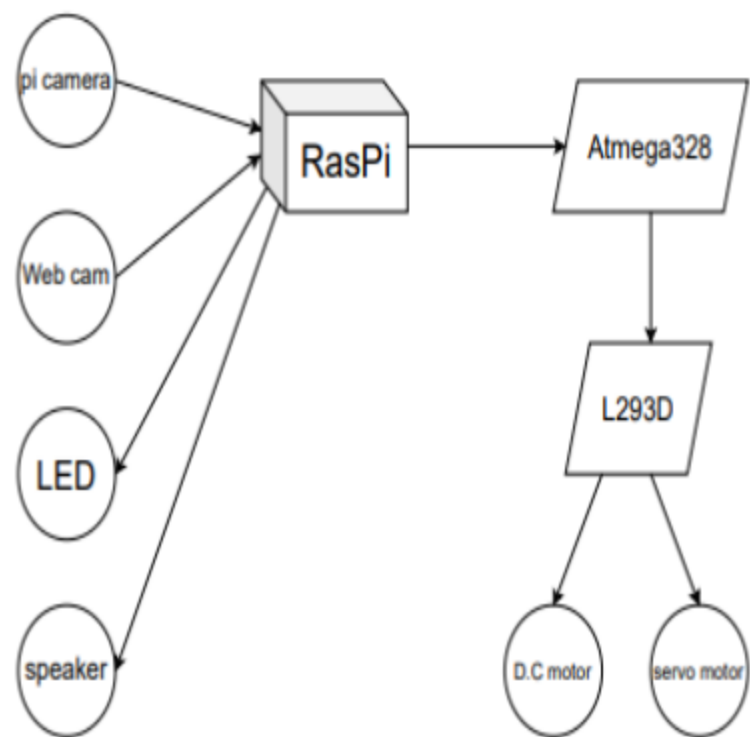 pi camera
RasPi
Atmega328
Web cam
L293D
LED
speaker
D.C motor
servo motor